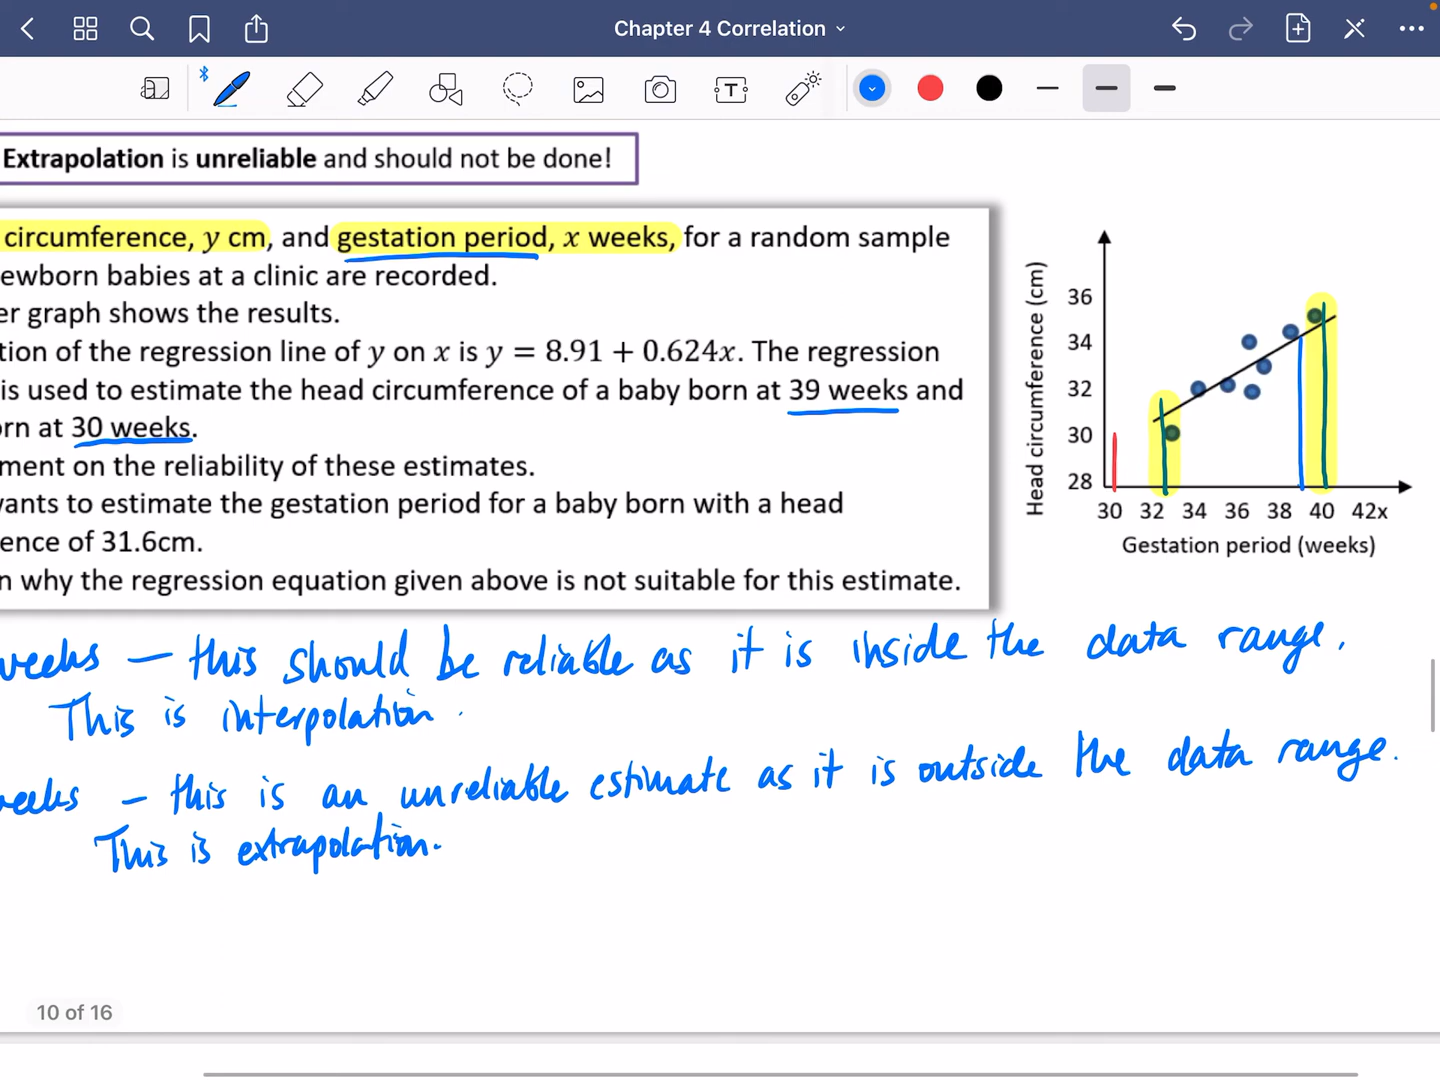 Chapter 4 Correlation
Extrapolation is unreliable and should not be done!
circumference, y cm, and gestation period, x weeks, for a random sample
ewborn babies at a clinic are recorded.
er graph shows the results.
tion of the regression line of y on x is y = 8.91 + 0.624x. The regression
is used to estimate the head circumference of a baby born at 39 weeks and
rn at 30 weeks.
ment on the reliability of these estimates.
ants to estimate the gestation period for a baby born with a head
ence of 31.6cm.
n why the regression equation given above is not suitable for this estimate.
Head circumference (cm)
36
34
32
30
28
30 32 34 36 38 40 42x
Gestation period (weeks)
weeks — this should be reliable as it is inside the data range.
This is interpolation.
weeks – this is an unreliable estimate as it is outside the data range.
This is extrapolation.
10 of 16